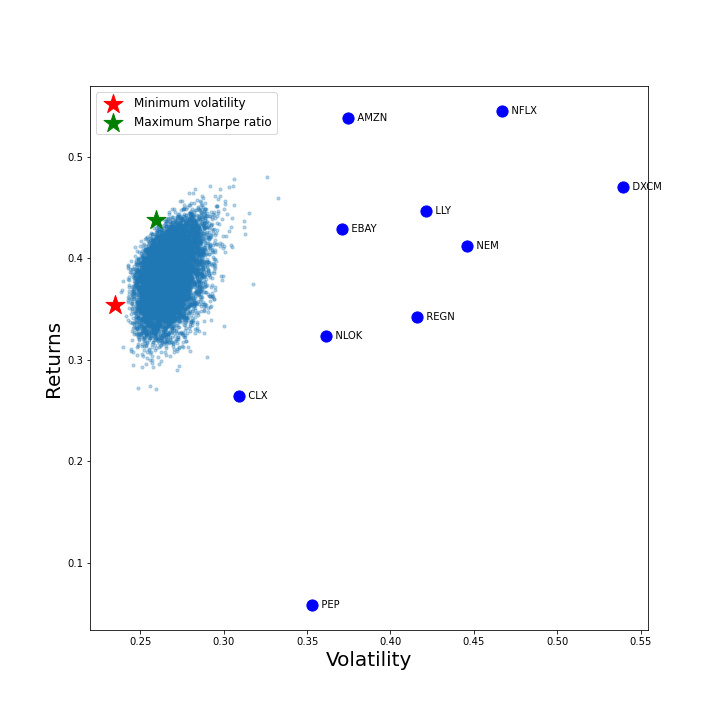 Minimum volatility
Maximum Sharpe ratio
AMZN
NFLX
DXCM
LLY
EBAY
NEM
REGN
NLOK
CLX
PEP
0.5
0.4
0.3
0.2
0.1
Returns
0.25 0.30 0.35 0.40 0.45 0.50 0.55
Volatility